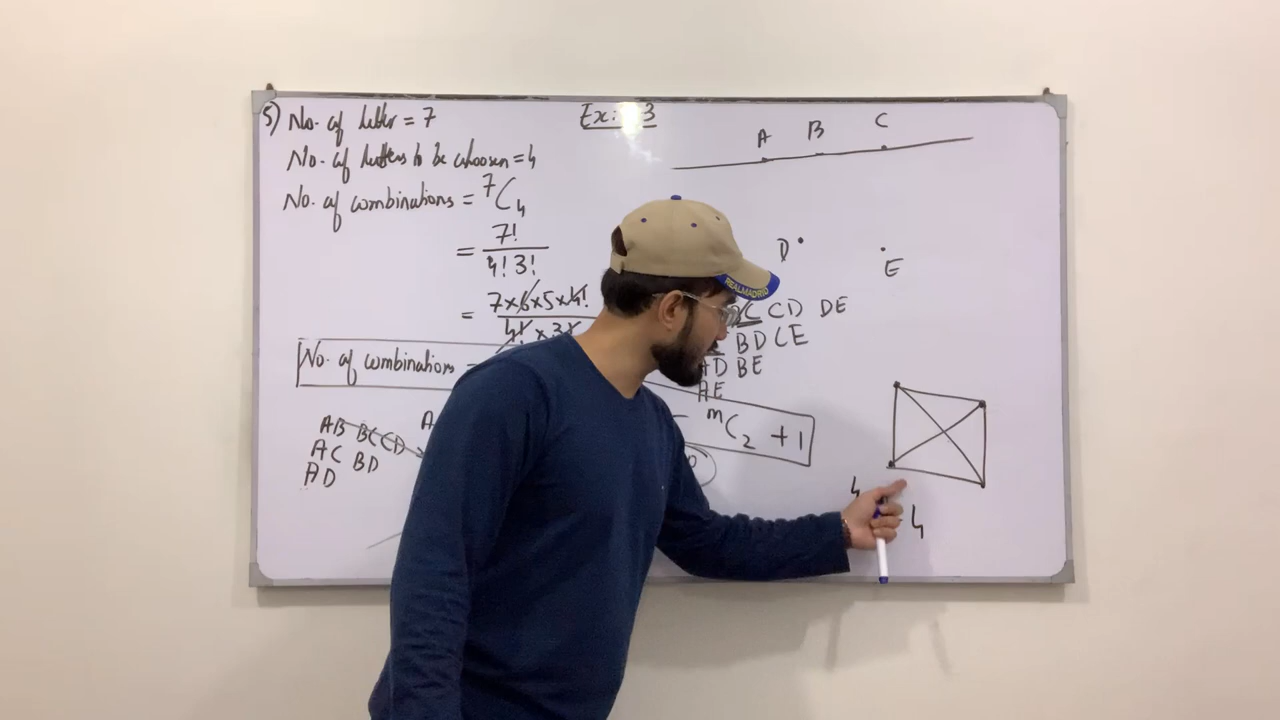 5) No. of letter = 7
No. of letters to be choosen = 4
No. of combinations = ⁷C₄
= 7! / 4! 3!
= 7×6×5×4! / 4! × 3!
No. of combinations =
AB BC CD
AC BD
AD
A
Ex: 3
A B C
D
E
CD DE
BD CE
AD BE
AE
ᵐC₂ + 1
4
4
REALMADRID